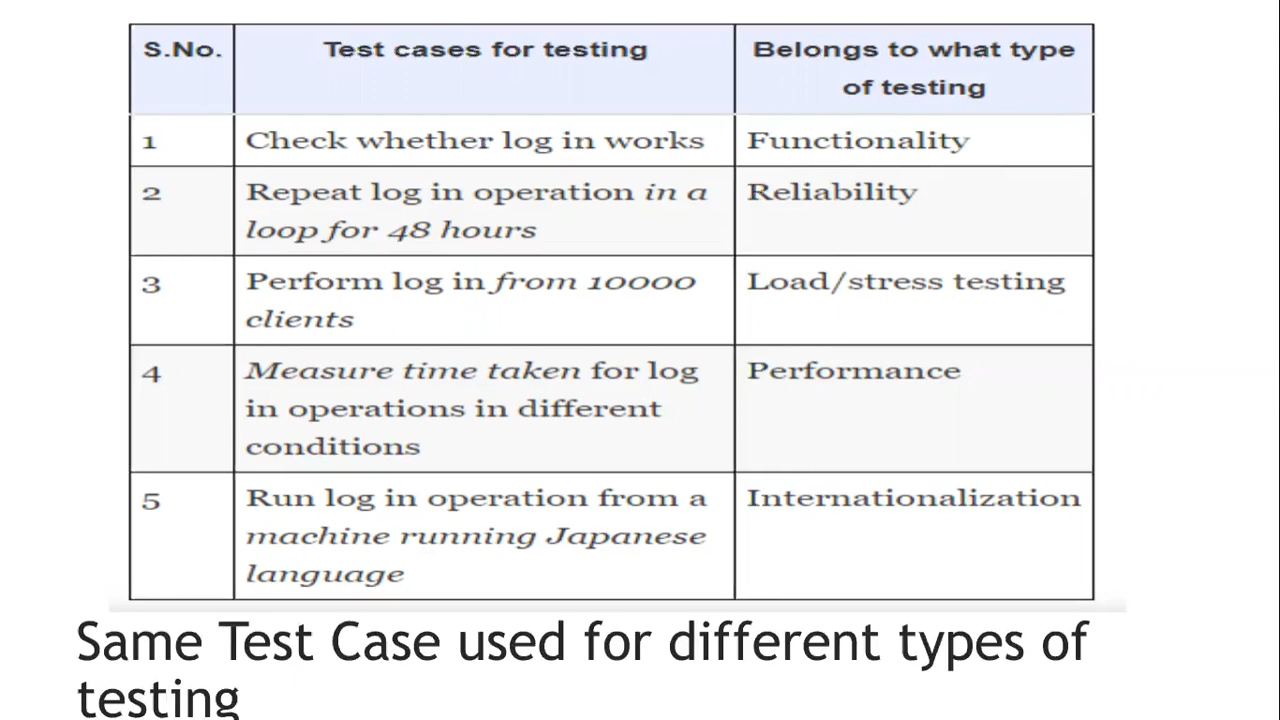 S.No. Test cases for testing Belongs to what type
of testing
1 Check whether log in works Functionality
2 Repeat log in operation in a Reliability
loop for 48 hours
3 Perform log in from 10000 Load/stress testing
clients
4 Measure time taken for log Performance
in operations in different
conditions
5 Run log in operation from a Internationalization
machine running Japanese
language
Same Test Case used for different types of
testing